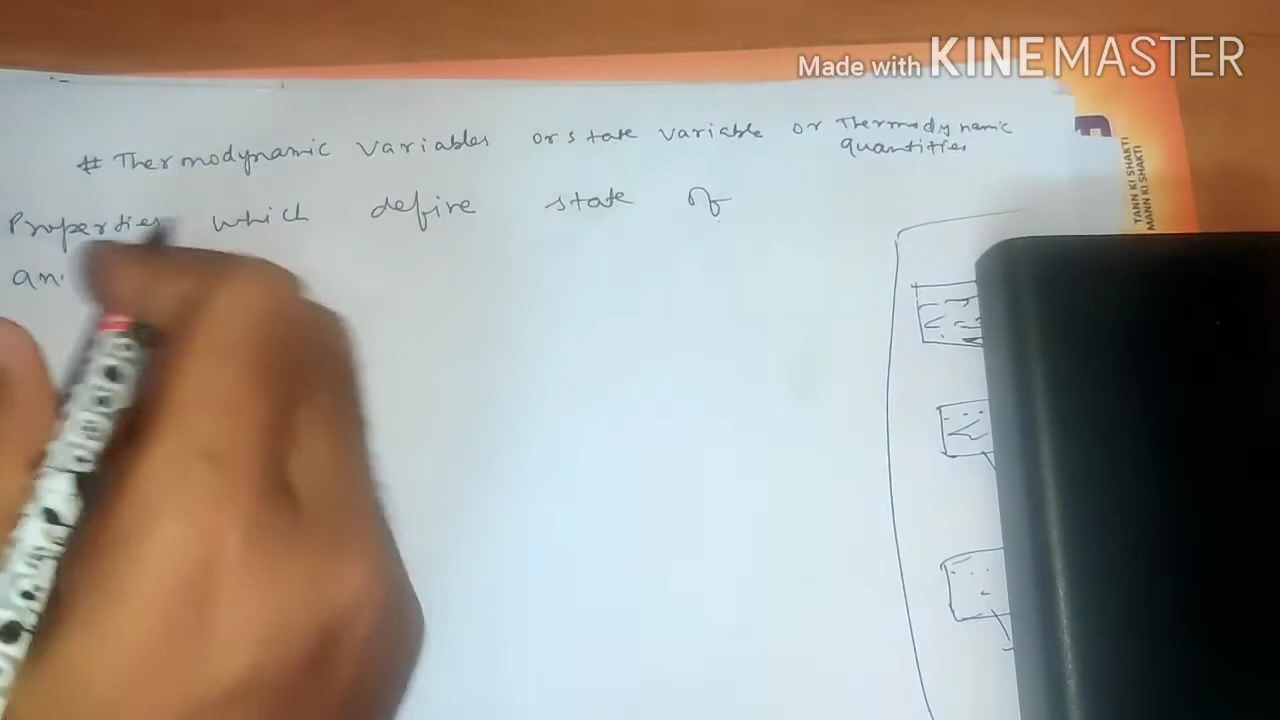 Made with KINEMASTER
# Thermodynamic variables or state variable or Thermodynamic
quantities
Properties which define state of
an
TANN KI SHAKTI
MANN KI SHAKTI